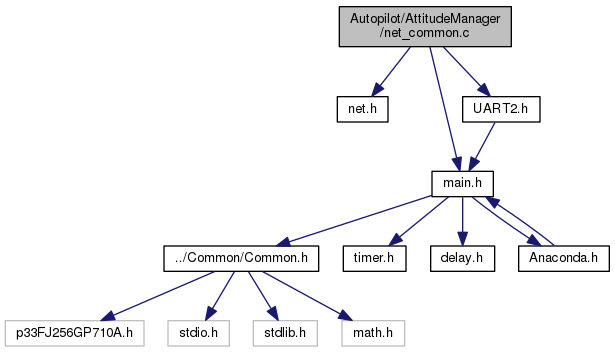 Autopilot/AttitudeManager
/net_common.c
net.h
UART2.h
main.h
../Common/Common.h
timer.h
delay.h
Anaconda.h
p33FJ256GP710A.h
stdio.h
stdlib.h
math.h